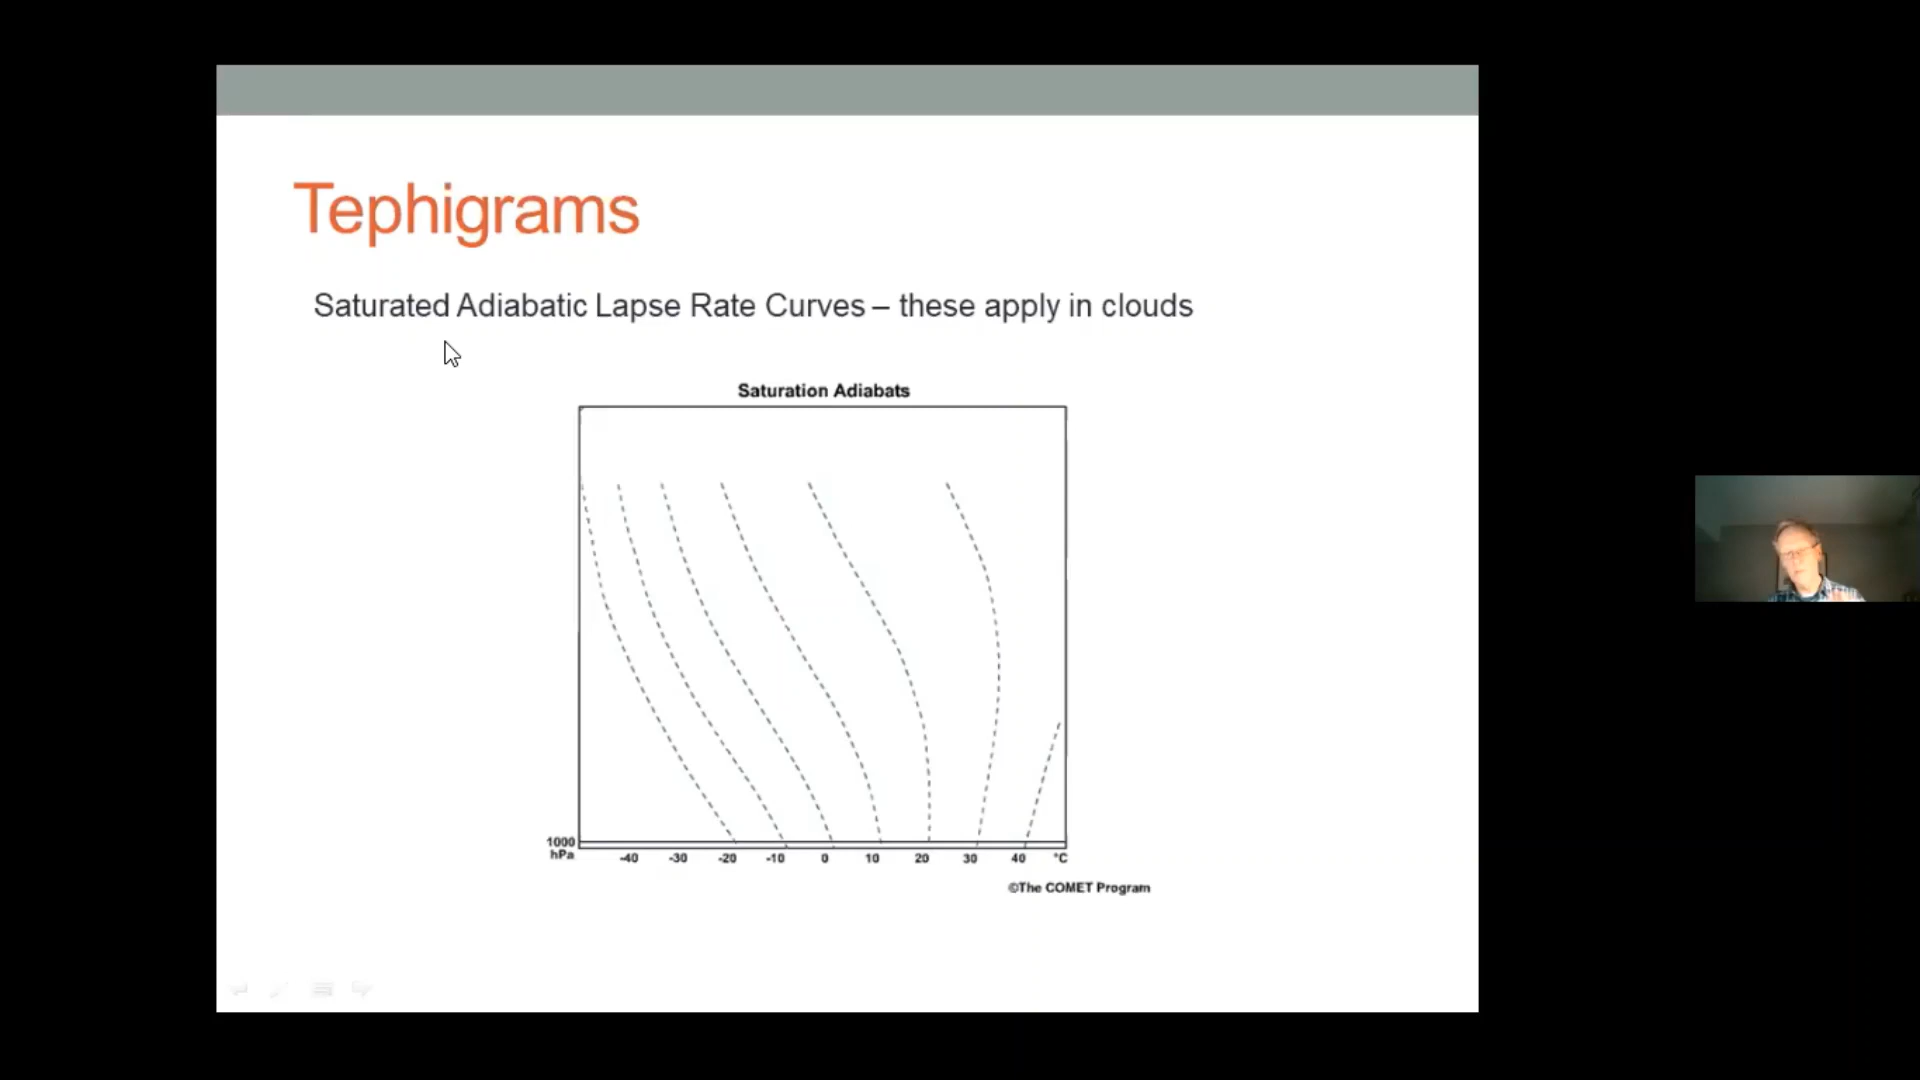 Tephigrams
Saturated Adiabatic Lapse Rate Curves – these apply in clouds
Saturation Adiabats
1000
hPa
-40 -30 -20 -10 0 10 20 30 40 °C
©The COMET Program